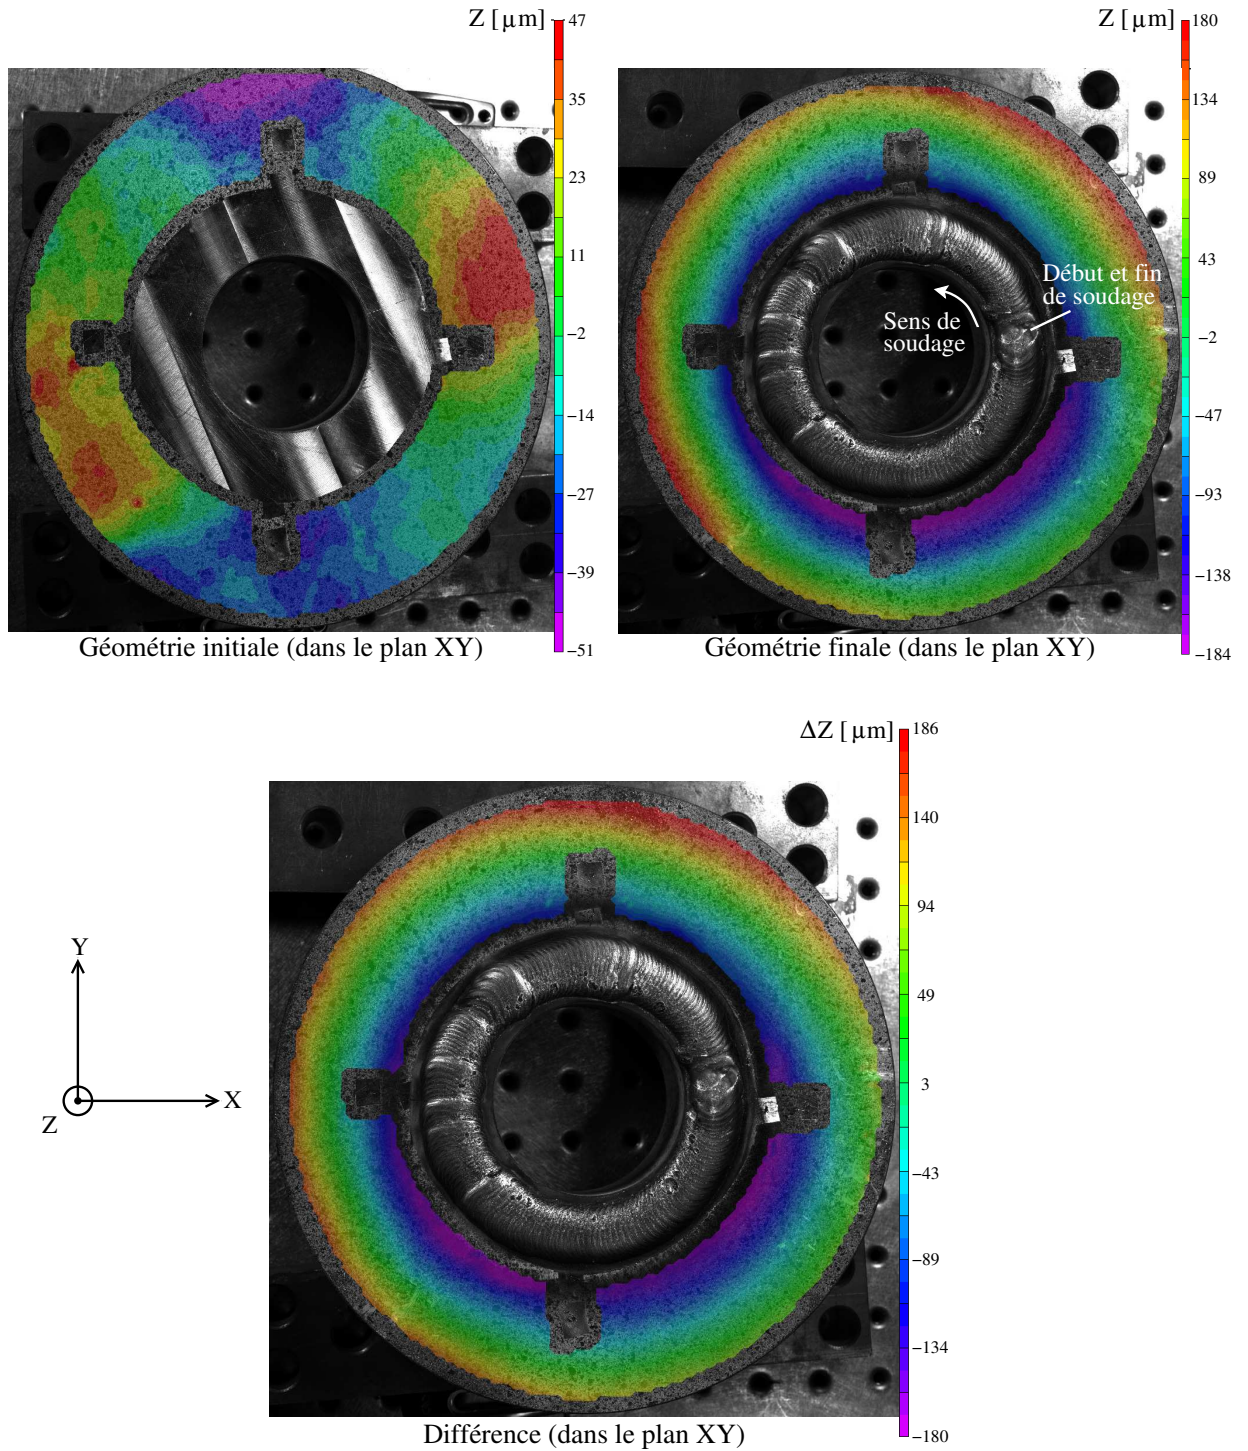 Z [µm]
47
35
23
11
−2
−14
−27
−39
−51
Géométrie initiale (dans le plan XY)
Z [µm]
180
134
89
43
−2
−47
−93
−138
−184
Début et fin
de soudage
Sens de
soudage
Géométrie finale (dans le plan XY)
ΔZ [µm]
186
140
94
49
3
−43
−89
−134
−180
Y
X
Z
Différence (dans le plan XY)